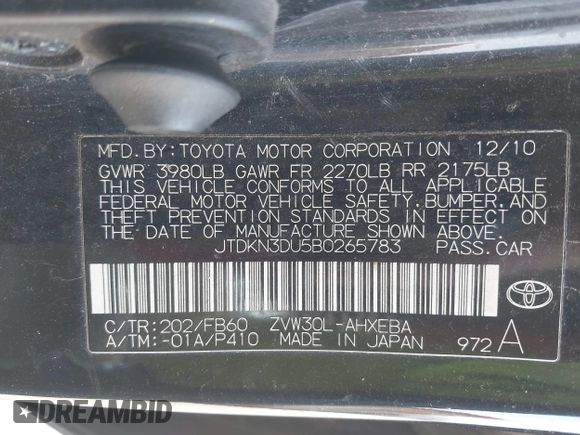 MFD.BY:TOYOTA MOTOR CORPORATION 12/10
GVWR 3980LB GAWR FR 2270LB RR 2175LB
THIS VEHICLE CONFORMS TO ALL APPLICABLE
FEDERAL MOTOR VEHICLE SAFETY,BUMPER,AND
THEFT PREVENTION STANDARDS IN EFFECT ON
THE DATE OF MANUFACTURE SHOWN ABOVE.
JTDKN3DU5B0265783 PASS.CAR
C/TR:202/FB60 ZVW30L-AHXEBA
A/TM:-01A/P410 MADE IN JAPAN 972 A
DREAMBID